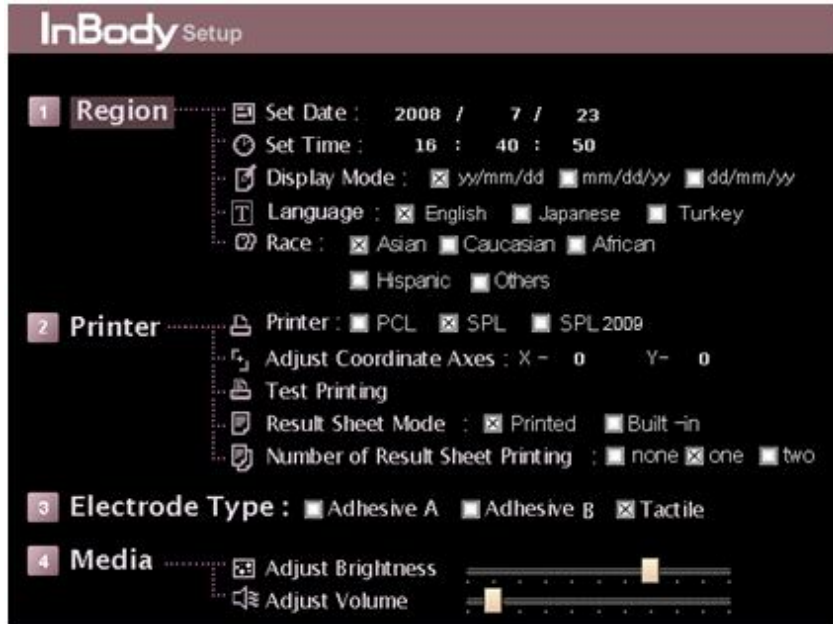 InBody Setup
1 Region
Set Date : 2008 / 7 / 23
Set Time : 16 : 40 : 50
Display Mode : yy/mm/dd mm/dd/yy dd/mm/yy
T Language : English Japanese Turkey
Race : Asian Caucasian African
Hispanic Others
2 Printer
Printer : PCL SPL SPL 2009
Adjust Coordinate Axes : X - 0 Y- 0
Test Printing
Result Sheet Mode : Printed Built -in
Number of Result Sheet Printing : none one two
3 Electrode Type : Adhesive A Adhesive B Tactile
4 Media
Adjust Brightness
Adjust Volume